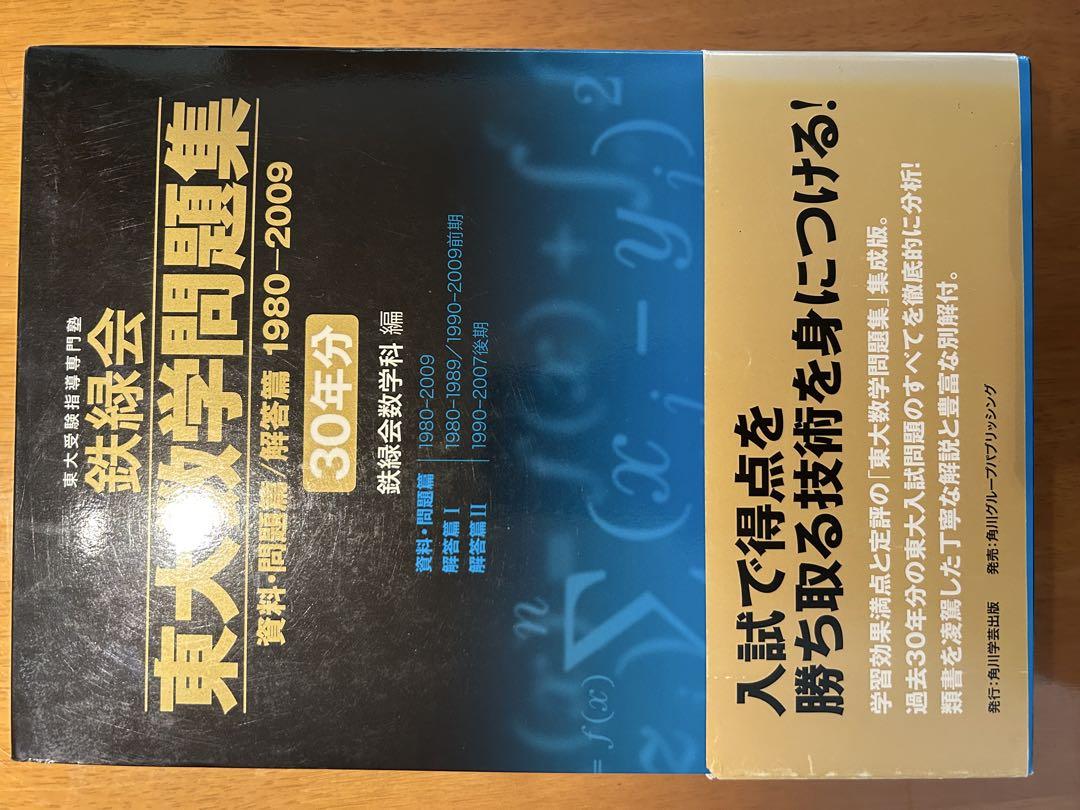 東大受験指導専門塾
鉄緑会
東大数学問題集
資料・問題篇/解答篇 1980-2009
30年分
鉄緑会数学科 編
資料・問題篇 1980-2009
解答篇Ⅰ 1980-1989/1990-2009前期
解答篇Ⅱ 1990-2007後期
入試で得点を
勝ち取る技術を身につける!
学習効果満点と定評の「東大数学問題集」集成版。
過去30年分の東大入試問題のすべてを徹底的に分析!
類書を凌駕した丁寧な解説と豊富な別解付。
発行:角川学芸出版 発売:角川グループパブリッシング